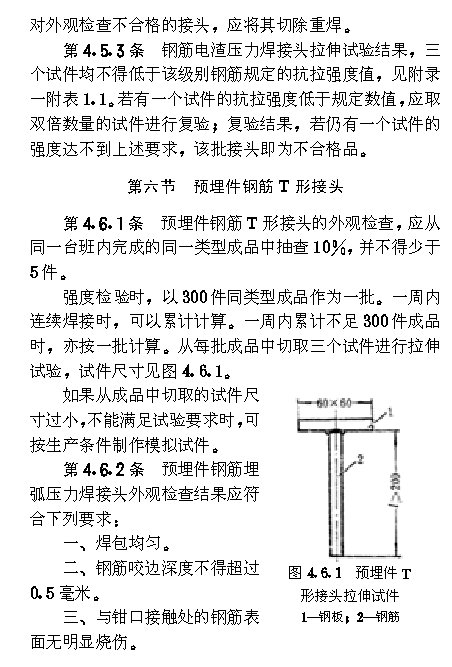 对外观检查不合格的接头，应将其切除重焊。
第4.5.3条　钢筋电渣压力焊接头拉伸试验结果，三
个试件均不得低于该级别钢筋规定的抗拉强度值，见附录
一附表1.1。若有一个试件的抗拉强度低于规定数值，应取
双倍数量的试件进行复验；复验结果，若仍有一个试件的
强度达不到上述要求，该批接头即为不合格品。
第六节　预埋件钢筋T形接头
第4.6.1条　预埋件钢筋T形接头的外观检查，应从
同一台班内完成的同一类型成品中抽查10%，并不得少于
5件。
强度检验时，以300件同类型成品作为一批。一周内
连续焊接时，可以累计计算。一周内累计不足300件成品
时，亦按一批计算。从每批成品中切取三个试件进行拉伸
试验，试件尺寸见图4.6.1。
如果从成品中切取的试件尺
寸过小，不能满足试验要求时，可
按生产条件制作模拟试件。
第4.6.2条　预埋件钢筋埋
弧压力焊接头外观检查结果应符
合下列要求：
一、焊包均匀。
二、钢筋咬边深度不得超过
0.5毫米。
三、与钳口接触处的钢筋表
面无明显烧伤。
60×60
1
2
l≥200
图4.6.1　预埋件T
形接头拉伸试件
1—钢板；2—钢筋